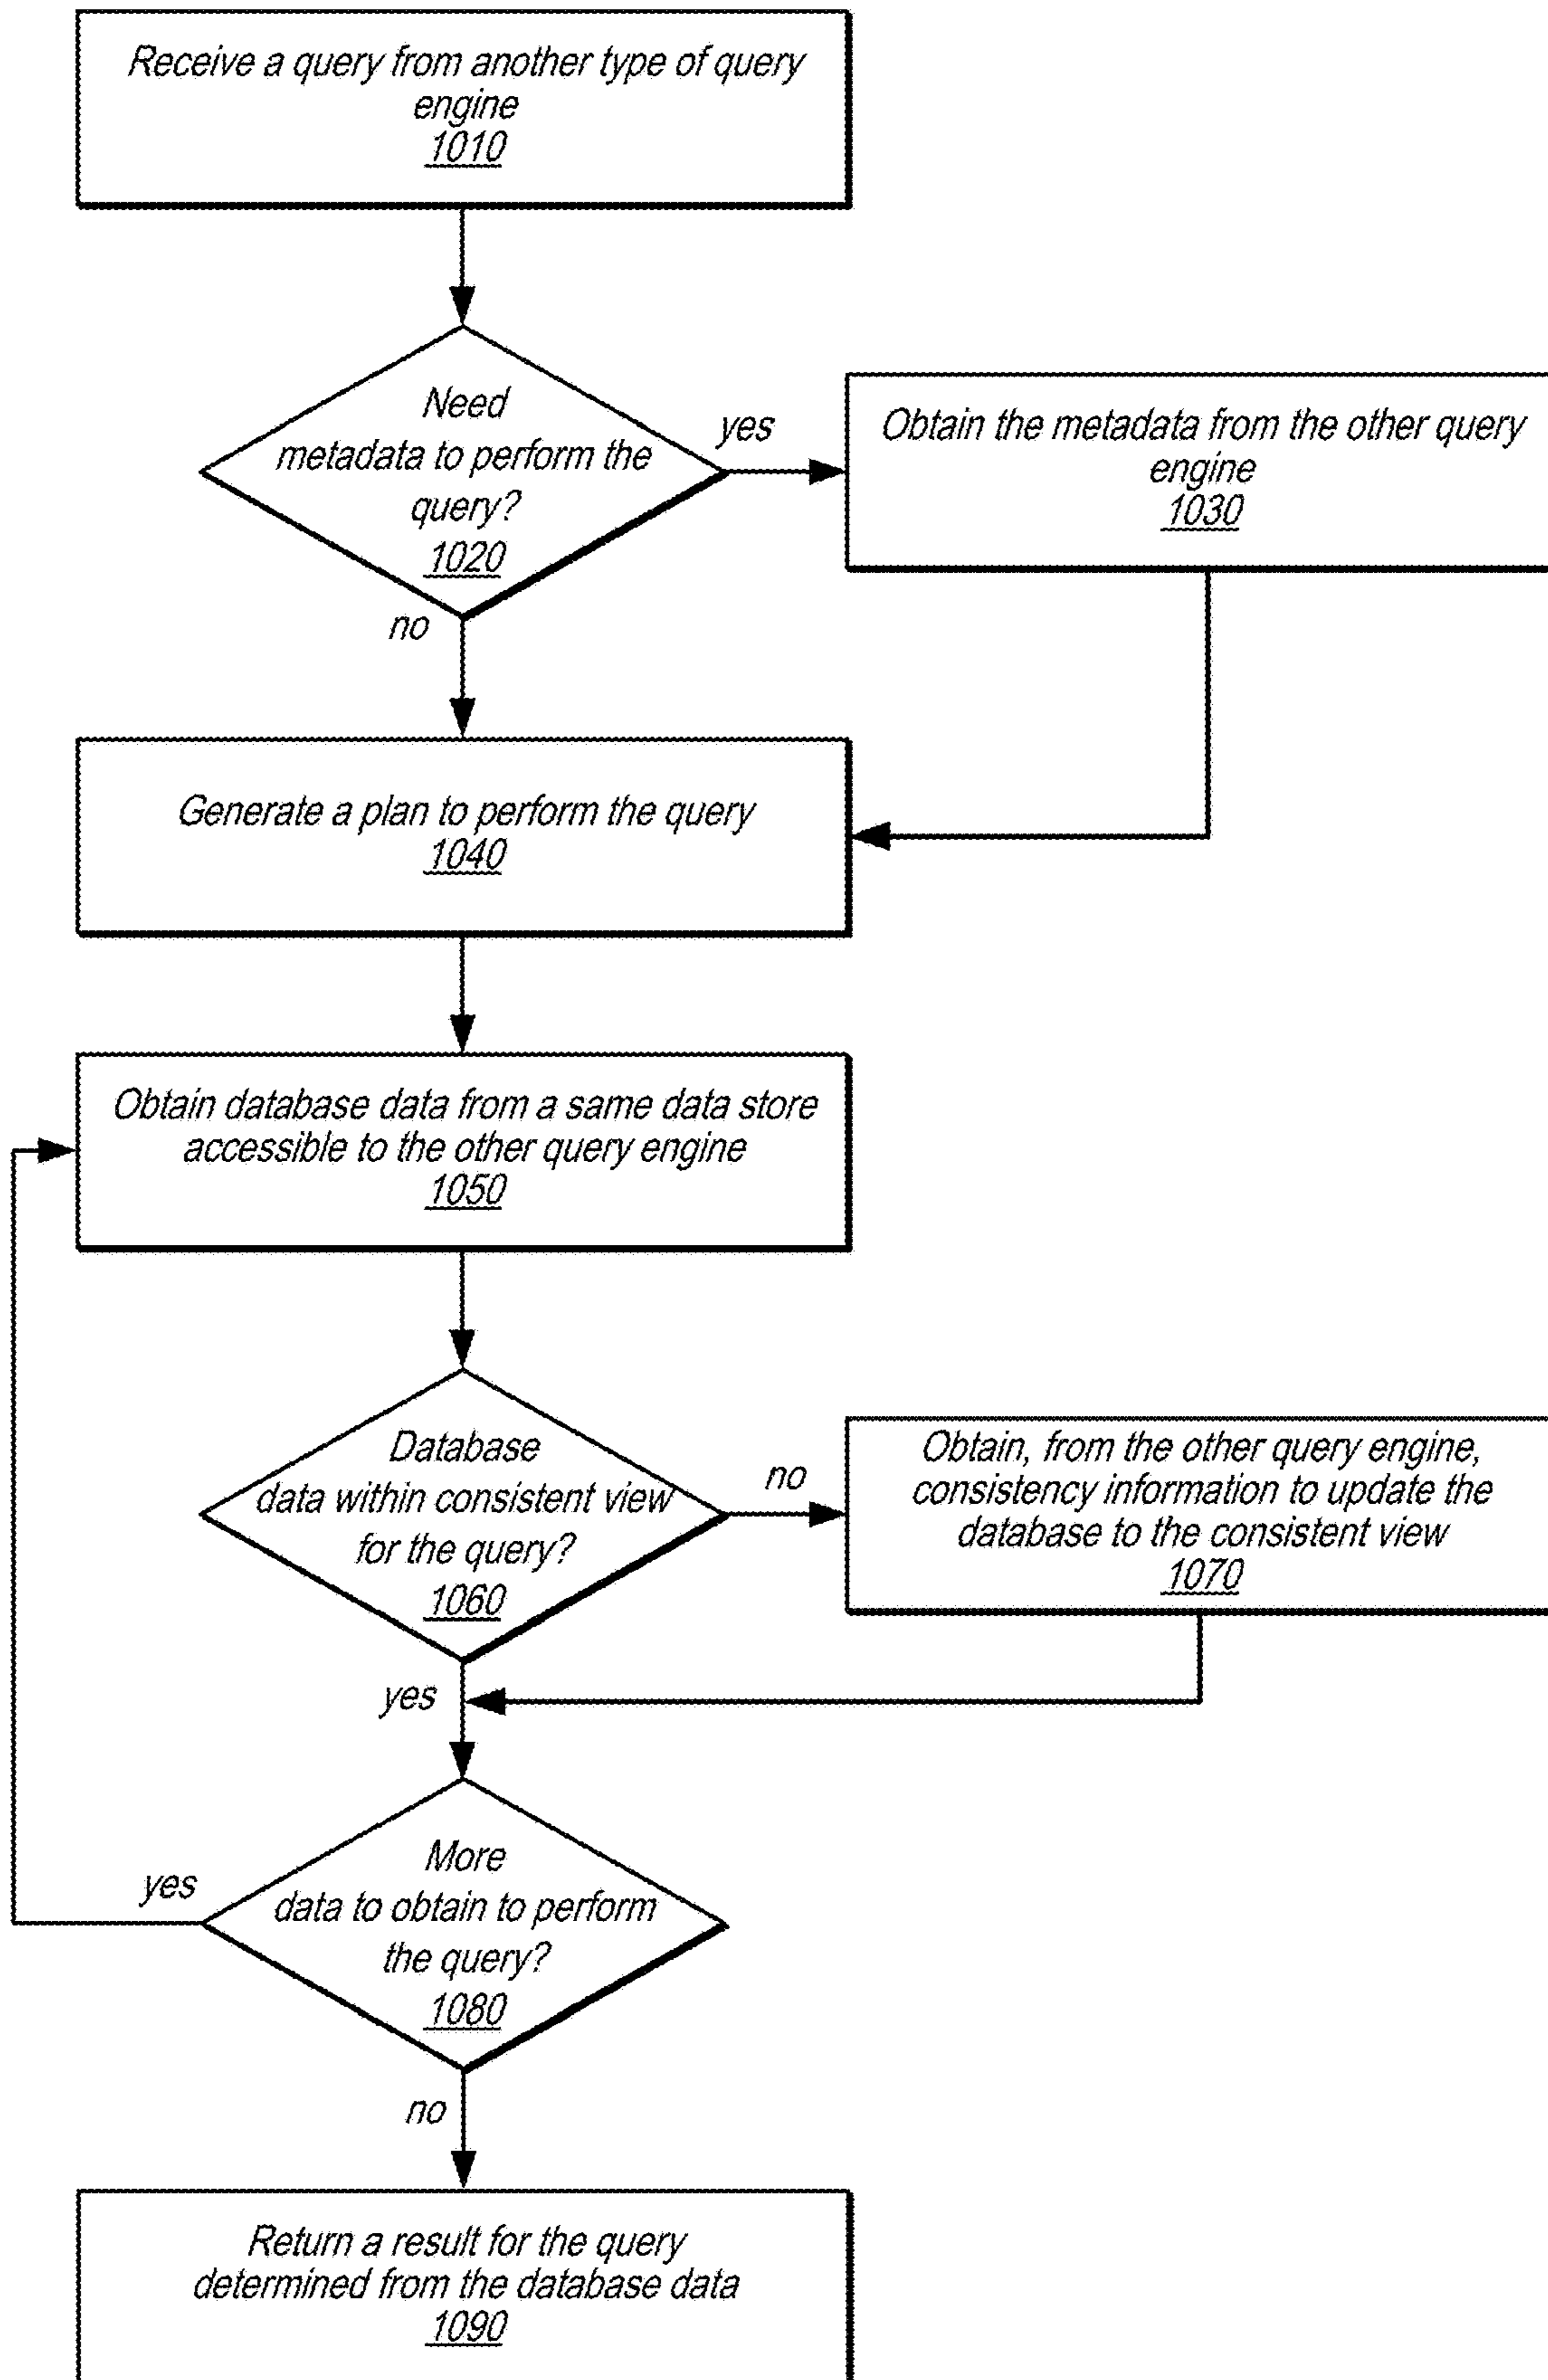 Receive a query from another type of query
engine
1010
Need
metadata to perform the
query?
1020
yes
no
Obtain the metadata from the other query
engine
1030
Generate a plan to perform the query
1040
Obtain database data from a same data store
accessible to the other query engine
1050
Database
data within consistent view
for the query?
1060
no
yes
Obtain, from the other query engine,
consistency information to update the
database to the consistent view
1070
More
data to obtain to perform
the query?
1080
yes
no
Return a result for the query
determined from the database data
1090